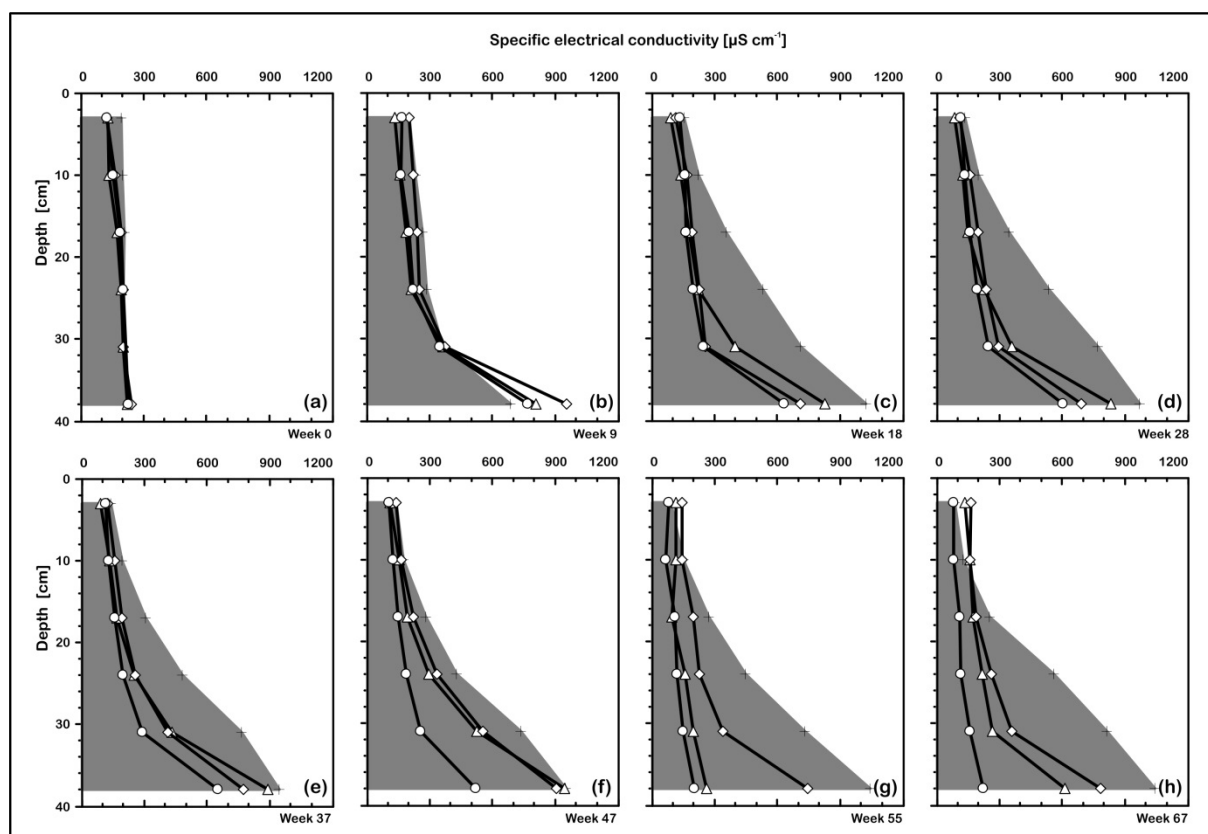 Specific electrical conductivity [µS cm⁻¹]
0 300 600 900 1200 0 300 600 900 1200 0 300 600 900 1200 0 300 600 900 1200
0
10
20
30
40
Depth [cm]
(a) (b) (c) (d)
Week 0 Week 9 Week 18 Week 28
0 300 600 900 1200 0 300 600 900 1200 0 300 600 900 1200 0 300 600 900 1200
0
10
20
30
40
Depth [cm]
(e) (f) (g) (h)
Week 37 Week 47 Week 55 Week 67